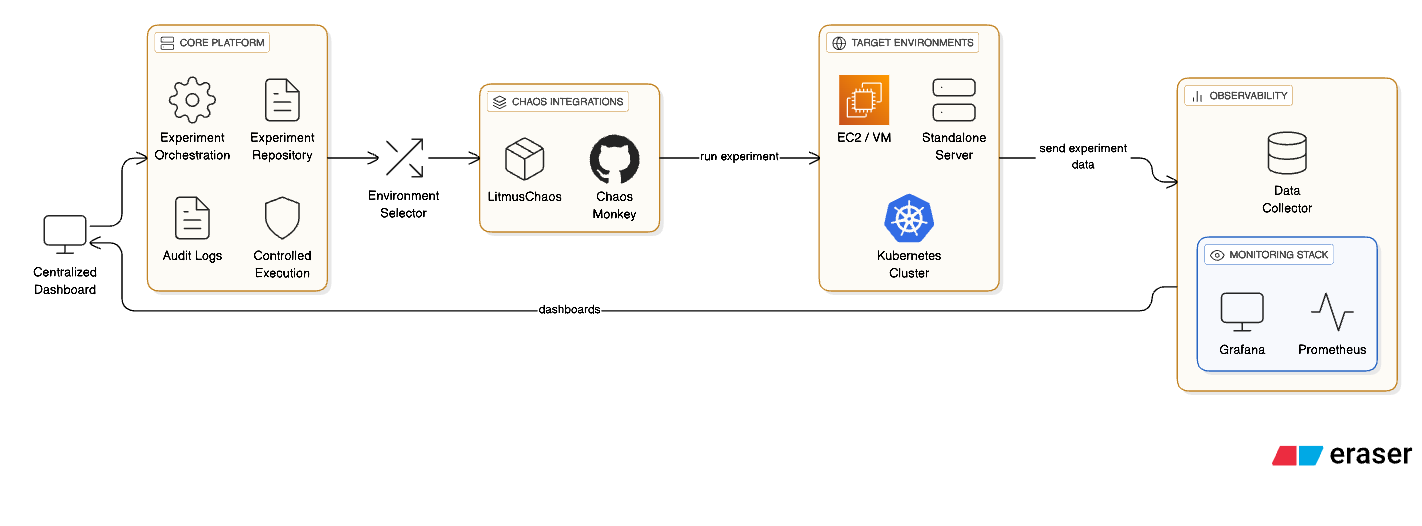 CORE PLATFORM
Experiment
Orchestration
Experiment
Repository
Audit Logs
Controlled
Execution
Centralized
Dashboard
Environment
Selector
CHAOS INTEGRATIONS
LitmusChaos
Chaos
Monkey
run experiment
TARGET ENVIRONMENTS
EC2 / VM
Standalone
Server
Kubernetes
Cluster
send experiment
data
OBSERVABILITY
Data
Collector
MONITORING STACK
Grafana
Prometheus
dashboards
eraser